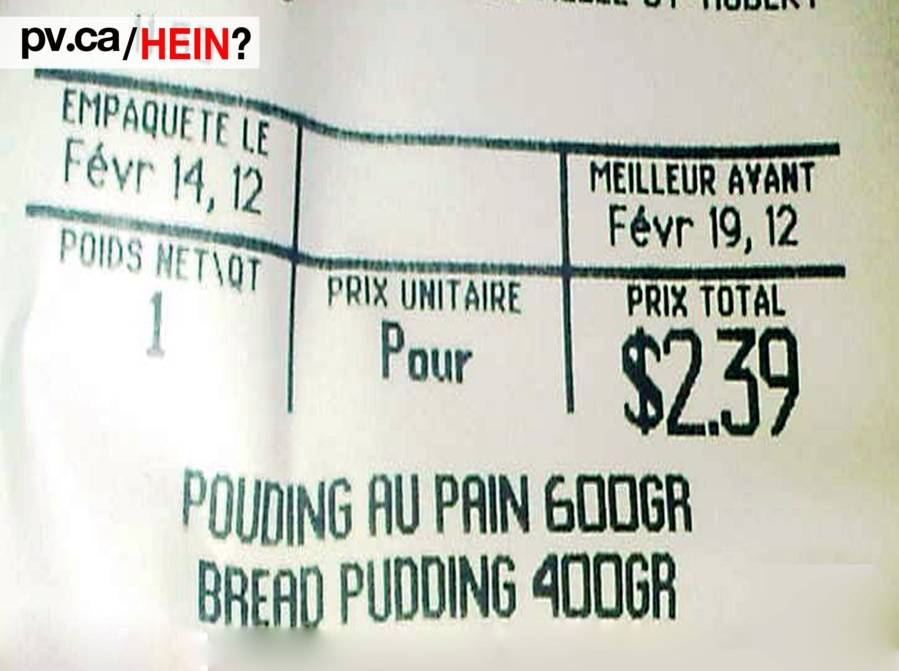 pv.ca/HEIN?
EMPAQUETE LE
Févr 14, 12
MEILLEUR AVANT
Févr 19, 12
POIDS NET\QT
1
PRIX UNITAIRE
Pour
PRIX TOTAL
$2.39
POUDING AU PAIN 600GR
BREAD PUDDING 400GR